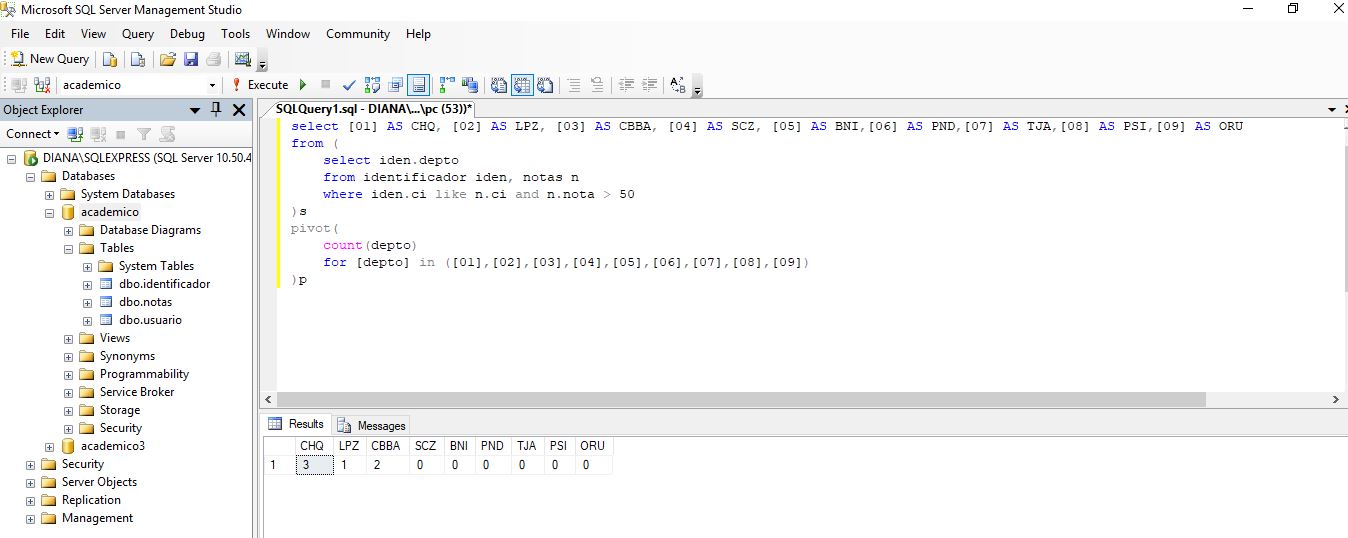 Microsoft SQL Server Management Studio
File Edit View Query Debug Tools Window Community Help
New Query
academico Execute
Object Explorer
Connect
DIANA\SQLEXPRESS (SQL Server 10.50.4
Databases
System Databases
academico
Database Diagrams
Tables
System Tables
dbo.identificador
dbo.notas
dbo.usuario
Views
Synonyms
Programmability
Service Broker
Storage
Security
academico3
Security
Server Objects
Replication
Management
SQLQuery1.sql - DIANA\...\pc (53))*
select [01] AS CHQ, [02] AS LPZ, [03] AS CBBA, [04] AS SCZ, [05] AS BNI,[06] AS PND,[07] AS TJA,[08] AS PSI,[09] AS ORU
from (
select iden.depto
from identificador iden, notas n
where iden.ci like n.ci and n.nota > 50
)s
pivot(
count(depto)
for [depto] in ([01],[02],[03],[04],[05],[06],[07],[08],[09])
)p
Results Messages
CHQ LPZ CBBA SCZ BNI PND TJA PSI ORU
1 3 1 2 0 0 0 0 0 0